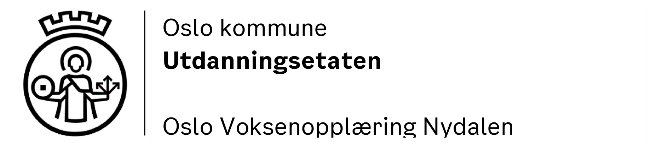 Oslo kommune
Utdanningsetaten
Oslo Voksenopplæring Nydalen